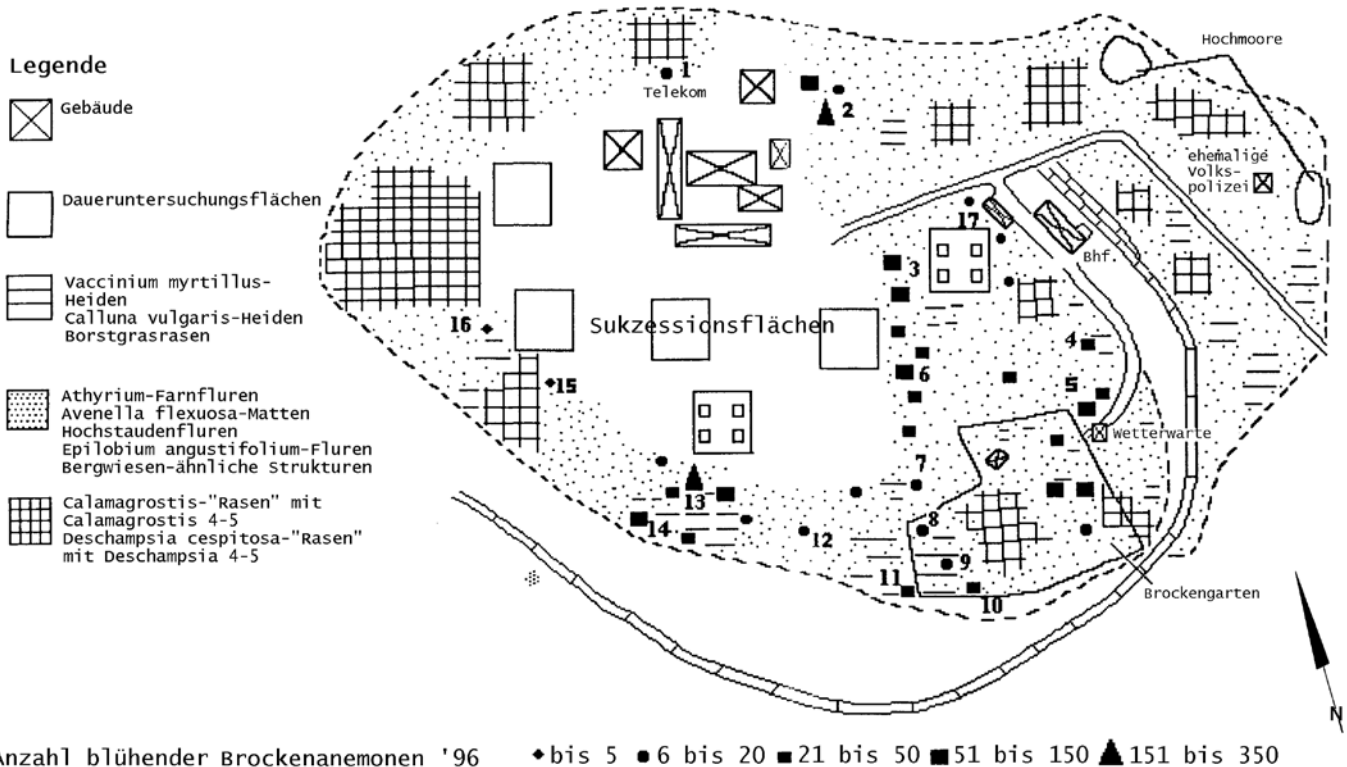 Legende
Gebäude
Daueruntersuchungsflächen
Vaccinium myrtillus-
Heiden
Calluna vulgaris-Heiden
Borstgrasrasen
Athyrium-Farnfluren
Avenella flexuosa-Matten
Hochstaudenfluren
Epilobium angustifolium-Fluren
Bergwiesen-ähnliche Strukturen
Calamagrostis-"Rasen" mit
Calamagrostis 4-5
Deschampsia cespitosa-"Rasen"
mit Deschampsia 4-5
Hochmoore
1
Telekom
2
ehemalige
Volks-
polizei
17
Bhf.
3
16
Sukzessionsflächen
4
6
15
5
Wetterwarte
7
13
14
8
12
9
11
10
Brockengarten
N
Anzahl blühender Brockenanemonen '96
bis 5
6 bis 20
21 bis 50
51 bis 150
151 bis 350